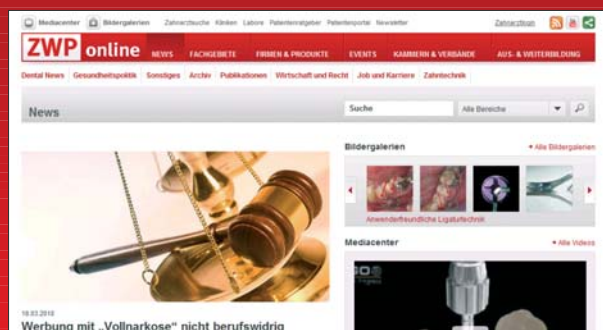 Mediacenter Bildergalerien Zahnarztsuche Kliniken Labore Patientenratgeber Patientenportal Newsletter
ZWP online NEWS FACHGEBIETE FIRMEN & PRODUKTE EVENTS KAMMERN & VERBÄNDE AUS- & WEITERBILDUNG
Dental News Gesundheitspolitik Sonstiges Archiv Publikationen Wirtschaft und Recht Job und Karriere Zahntechnik
News Suche Alle Bereiche
Bildergalerien Alle Bildergalerien
Anwenderfreundliche Ligaturtechnik
Mediacenter Alle Videos
18.03.2010
Werbung mit „Vollnarkose" nicht berufswidrig